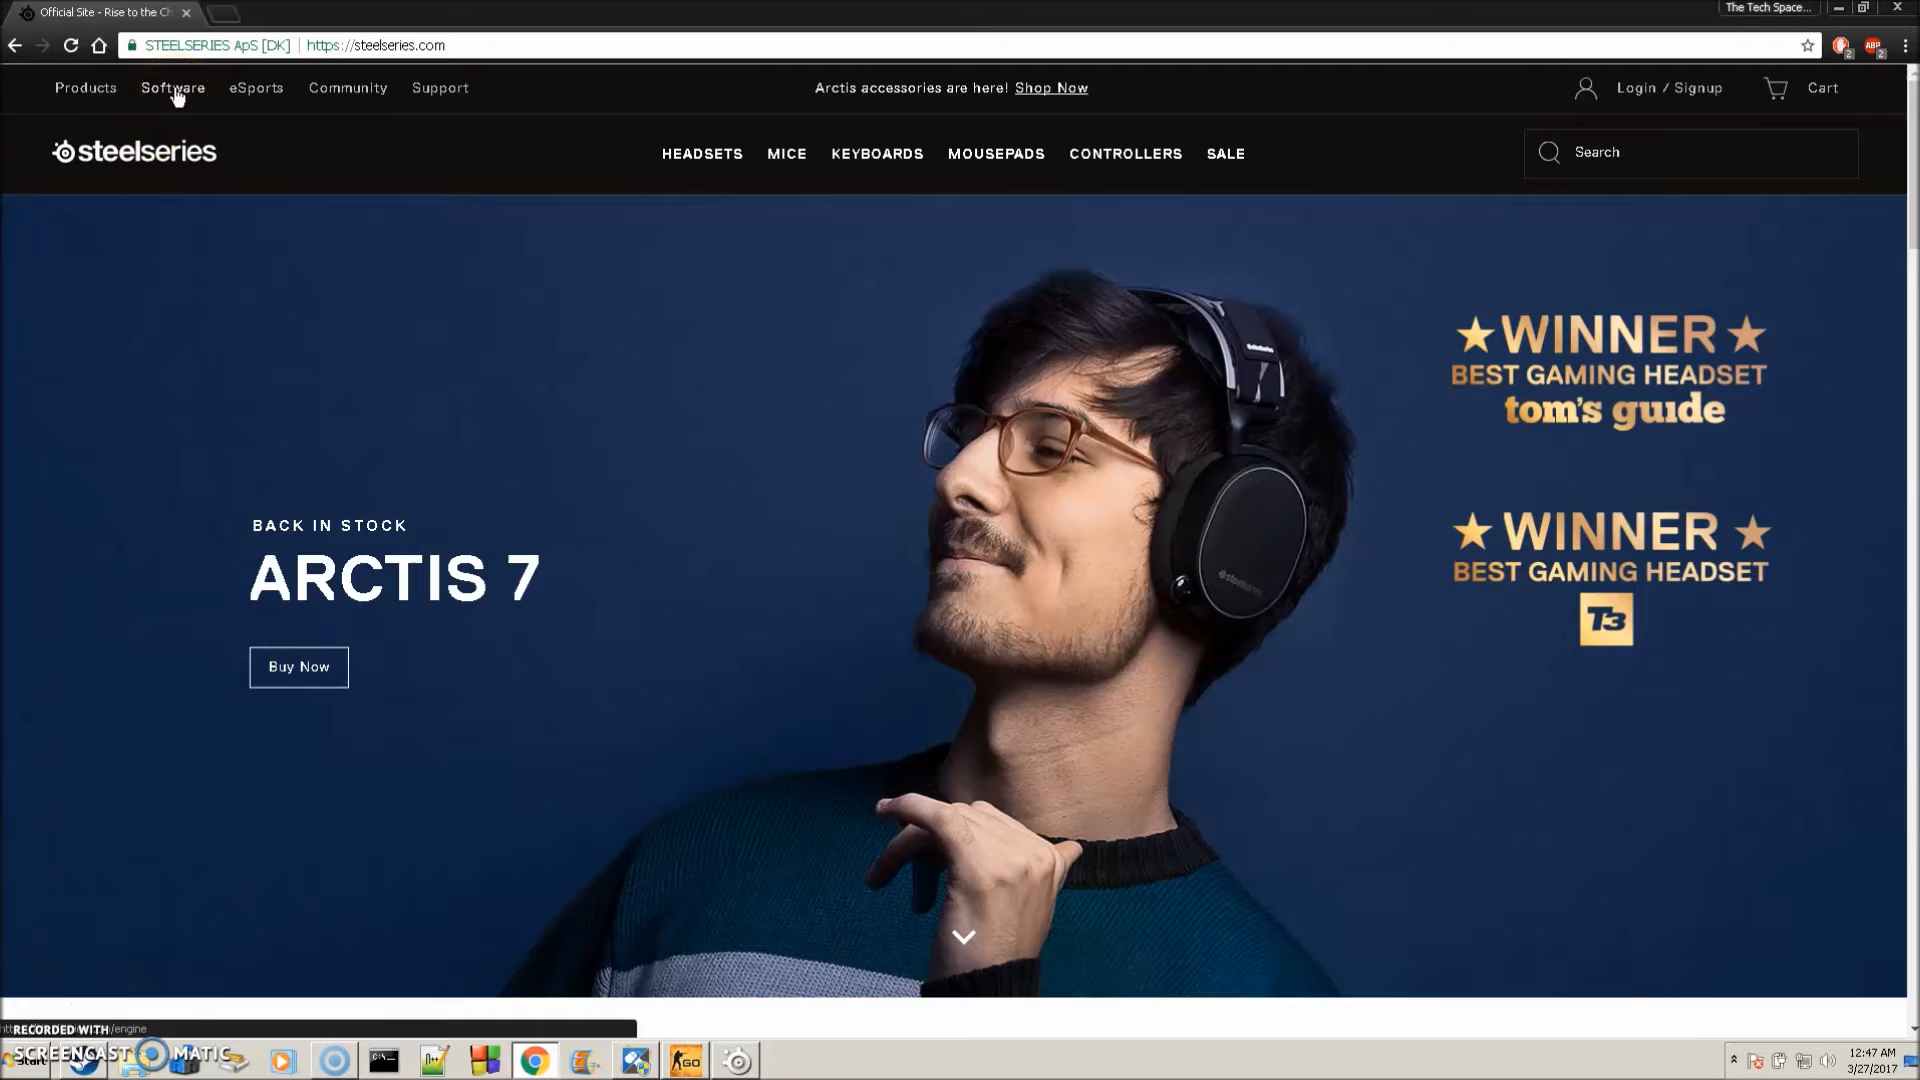 Official Site - Rise to the Ch
The Tech Space...
STEELSERIES ApS [DK] https://steelseries.com
Products Software eSports Community Support
Arctis accessories are here! Shop Now
Login / Signup Cart
steelseries
HEADSETS MICE KEYBOARDS MOUSEPADS CONTROLLERS SALE
Search
WINNER
BEST GAMING HEADSET
tom's guide
WINNER
BEST GAMING HEADSET
T3
BACK IN STOCK
ARCTIS 7
Buy Now
RECORDED WITH
/engine
SCREENCAST MATIC
Start
GO
12:47 AM
3/27/2017